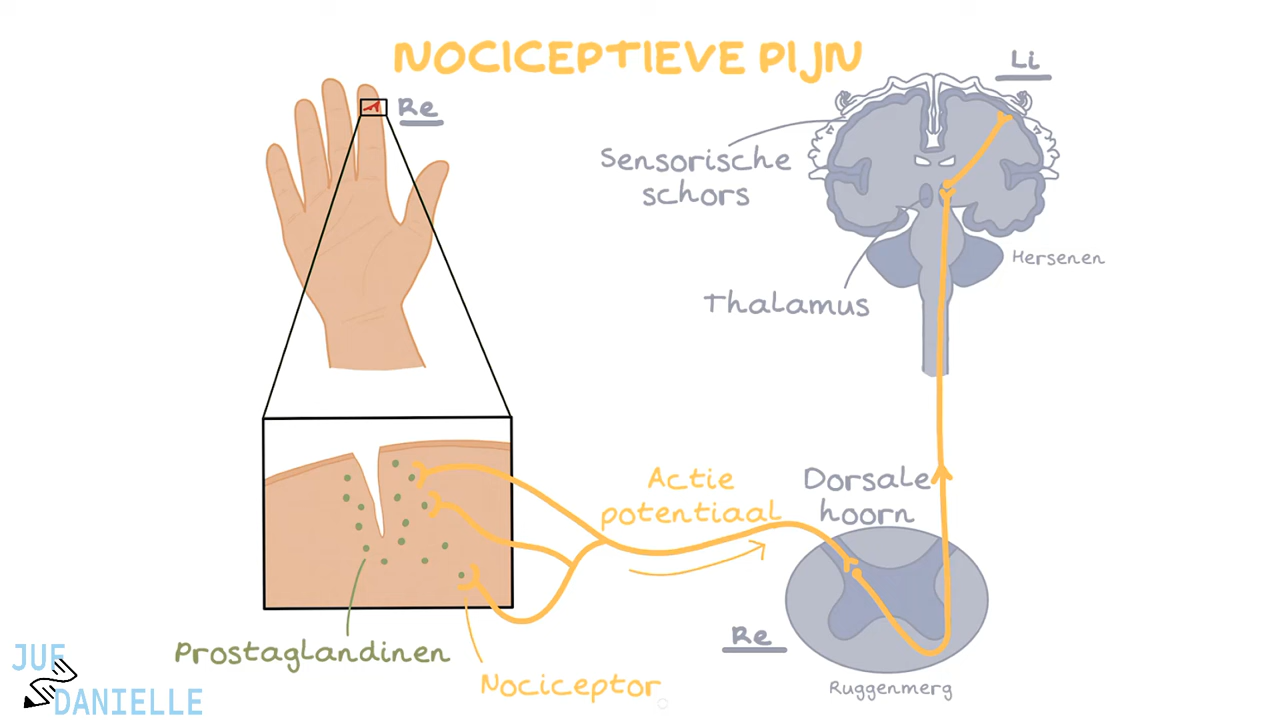 NOCICEPTIEVE PIJN
Li
Re
Sensorische
schors
Hersenen
Thalamus
Actie
potentiaal
Dorsale
hoorn
Re
Prostaglandinen
Nociceptor
Ruggenmerg
JUF
DANIELLE